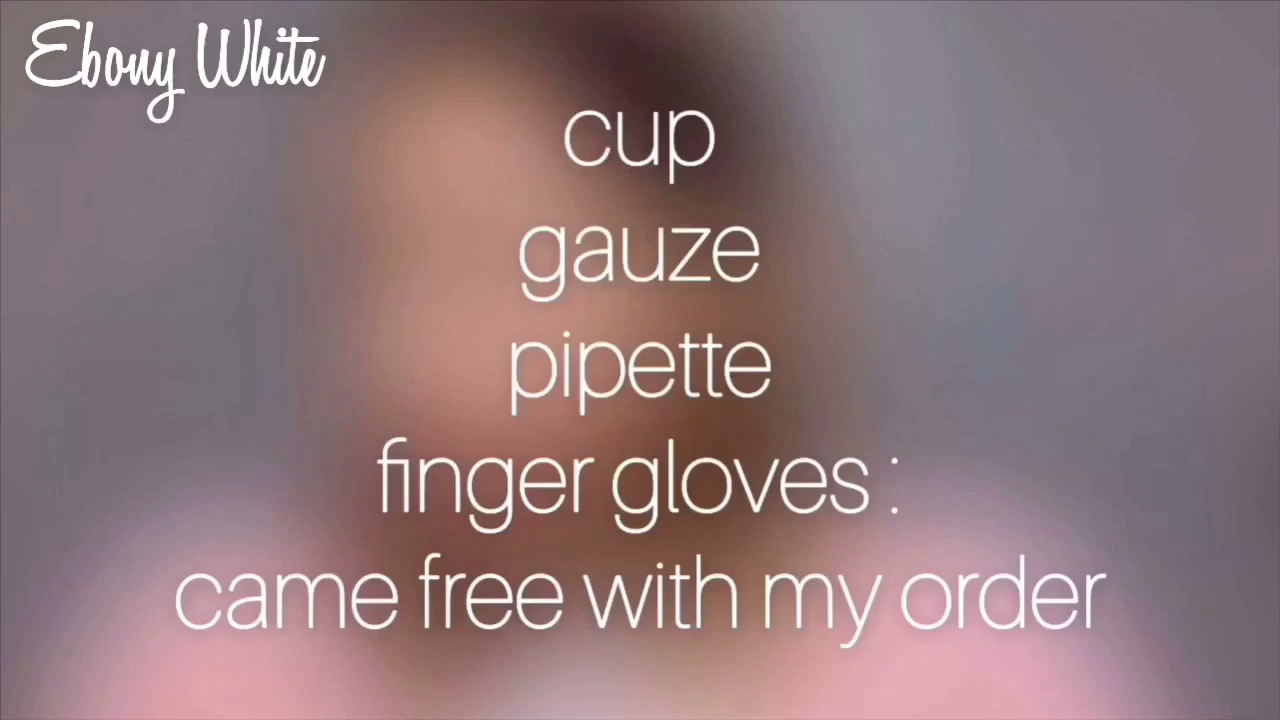 Ebony White
cup
gauze
pipette
finger gloves :
came free with my order